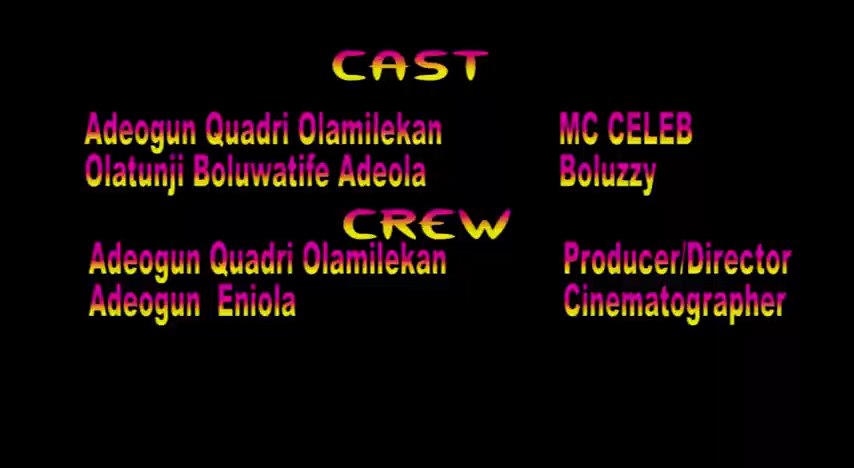 CAST
Adeogun Quadri Olamilekan MC CELEB
Olatunji Boluwatife Adeola Boluzzy
CREW
Adeogun Quadri Olamilekan Producer/Director
Adeogun Eniola Cinematographer